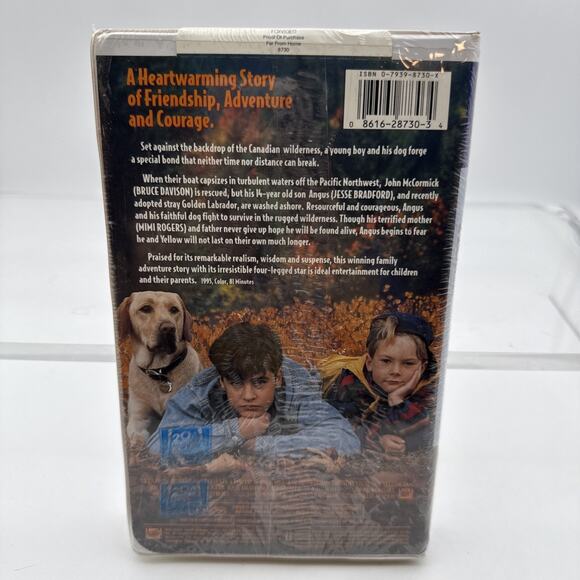 Proof Of Purchase
Far From Home
8730
A Heartwarming Story
of Friendship, Adventure
and Courage.
ISBN 0-7939-8730-X
0 8616-28730-3 4
Set against the backdrop of the Canadian wilderness, a young boy and his dog forge
a special bond that neither time nor distance can break.
When their boat capsizes in turbulent waters off the Pacific Northwest, John McCormick
(BRUCE DAVISON) is rescued, but his 14-year old son Angus (JESSE BRADFORD), and recently
adopted stray Golden Labrador, are washed ashore. Resourceful and courageous, Angus
and his faithful dog fight to survive in the rugged wilderness. Though his terrified mother
(MIMI ROGERS) and father never give up hope he will be found alive, Angus begins to fear
he and Yellow will not last on their own much longer.
Praised for its remarkable realism, wisdom and suspense, this winning family
adventure story with its irresistible four-legged star is ideal entertainment for children
and their parents. 1995, Color, 81 Minutes